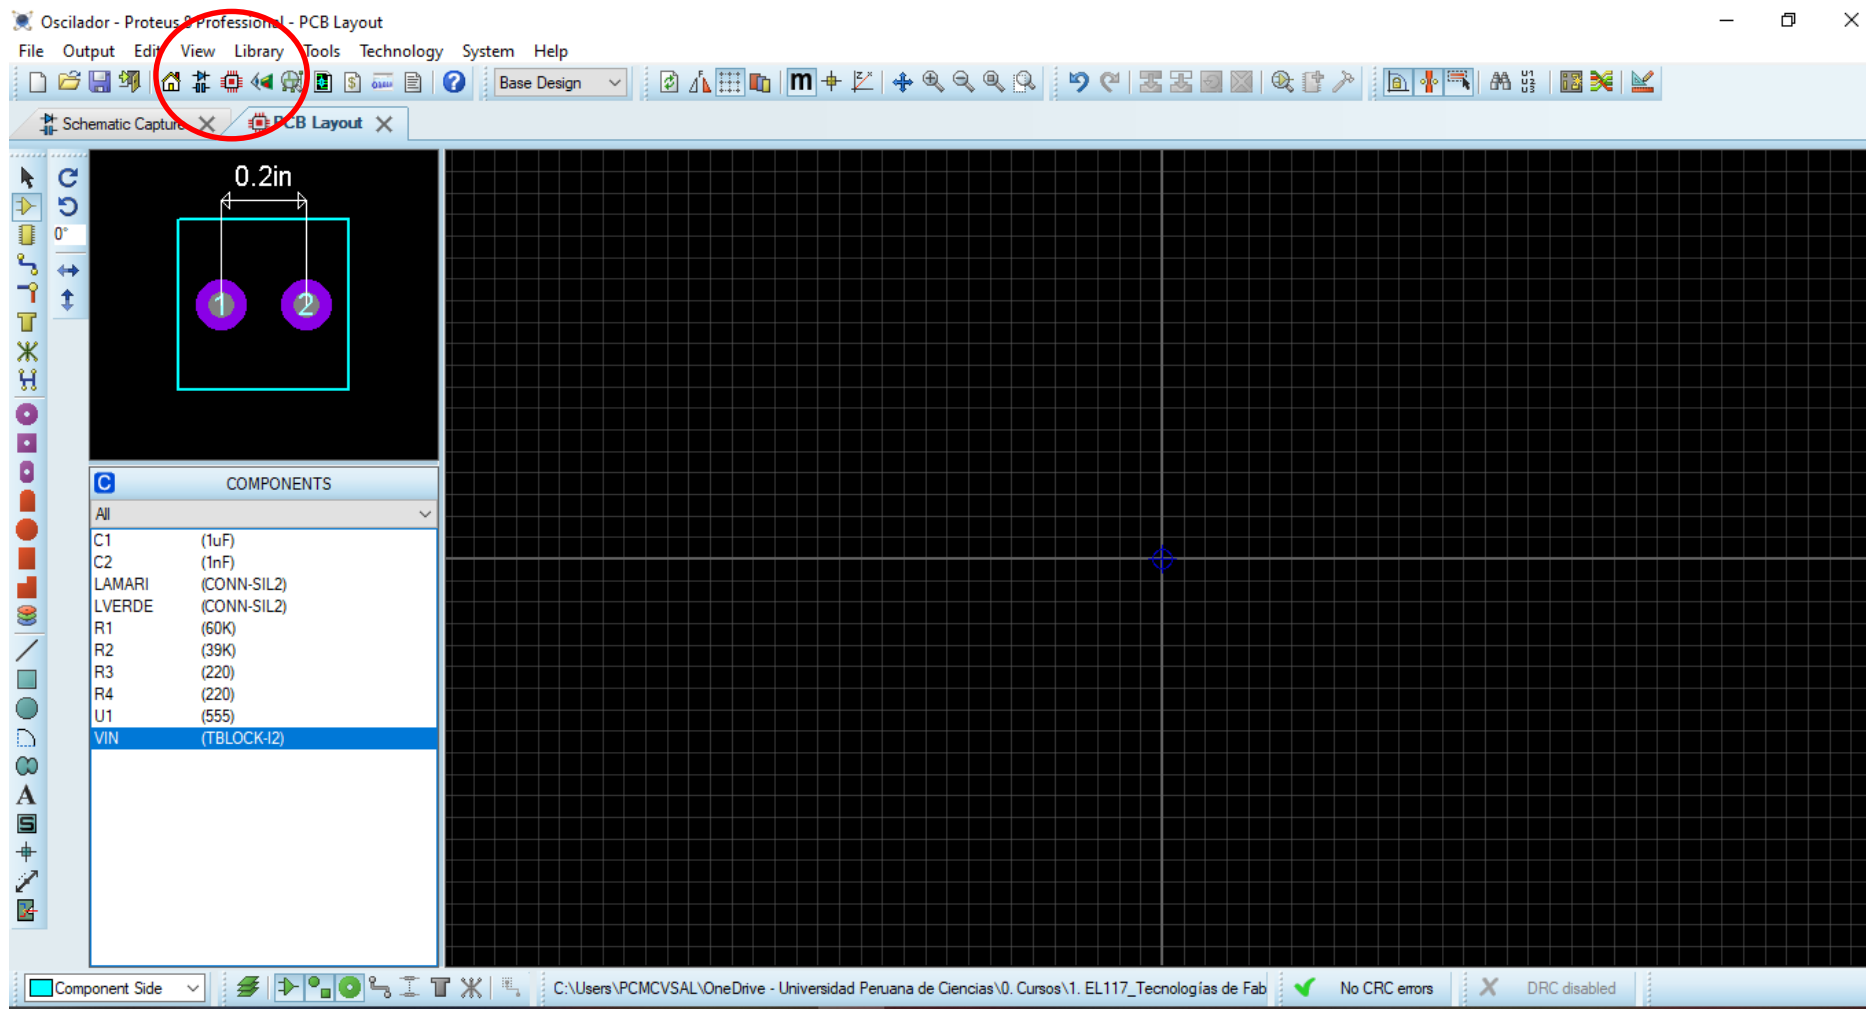 Oscilador - Proteus 8 Professional - PCB Layout
File Output Edit View Library Tools Technology System Help
Base Design
Schematic Capture PCB Layout
0.2in
0°
1 2
COMPONENTS
All
C1 (1uF)
C2 (1nF)
LAMARI (CONN-SIL2)
LVERDE (CONN-SIL2)
R1 (60K)
R2 (39K)
R3 (220)
R4 (220)
U1 (555)
VIN (TBLOCK-I2)
Component Side
C:\Users\PCMCVSAL\OneDrive - Universidad Peruana de Ciencias\0. Cursos\1. EL117_Tecnologías de Fab
No CRC errors
DRC disabled